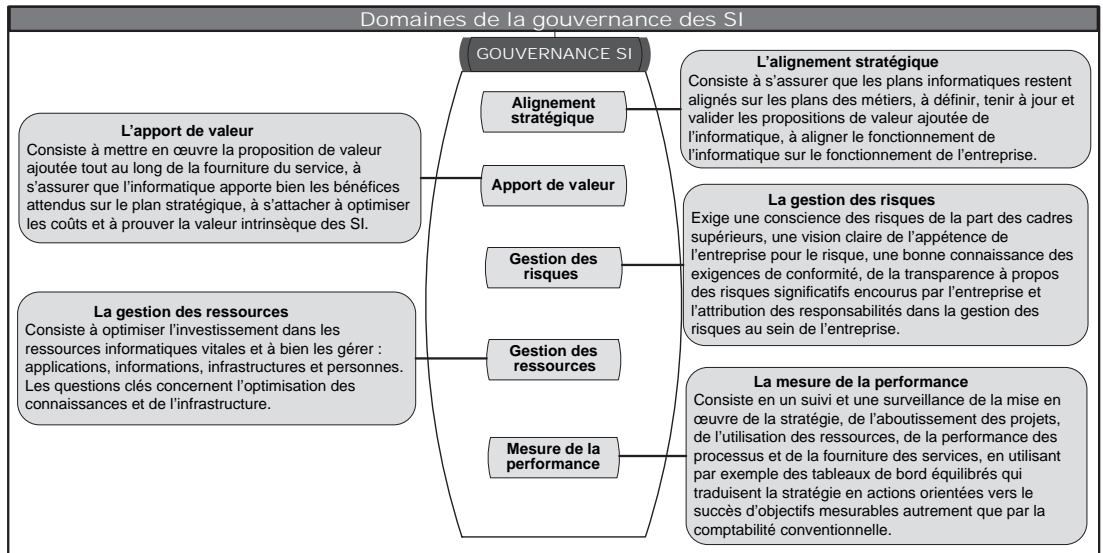 Domaines de la gouvernance des SI
GOUVERNANCE SI
Alignement
stratégique
L'alignement stratégique
Consiste à s'assurer que les plans informatiques restent
alignés sur les plans des métiers, à définir, tenir à jour et
valider les propositions de valeur ajoutée de
l'informatique, à aligner le fonctionnement de
l'informatique sur le fonctionnement de l'entreprise.
L'apport de valeur
Consiste à mettre en œuvre la proposition de valeur
ajoutée tout au long de la fourniture du service, à
s'assurer que l'informatique apporte bien les bénéfices
attendus sur le plan stratégique, à s'attacher à optimiser
les coûts et à prouver la valeur intrinsèque des SI.
Apport de valeur
Gestion des
risques
La gestion des risques
Exige une conscience des risques de la part des cadres
supérieurs, une vision claire de l'appétence de
l'entreprise pour le risque, une bonne connaissance des
exigences de conformité, de la transparence à propos
des risques significatifs encourus par l'entreprise et
l'attribution des responsabilités dans la gestion des
risques au sein de l'entreprise.
La gestion des ressources
Consiste à optimiser l'investissement dans les
ressources informatiques vitales et à bien les gérer :
applications, informations, infrastructures et personnes.
Les questions clés concernent l'optimisation des
connaissances et de l'infrastructure.
Gestion des
ressources
Mesure de la
performance
La mesure de la performance
Consiste en un suivi et une surveillance de la mise en
œuvre de la stratégie, de l'aboutissement des projets,
de l'utilisation des ressources, de la performance des
processus et de la fourniture des services, en utilisant
par exemple des tableaux de bord équilibrés qui
traduisent la stratégie en actions orientées vers le
succès d'objectifs mesurables autrement que par la
comptabilité conventionnelle.